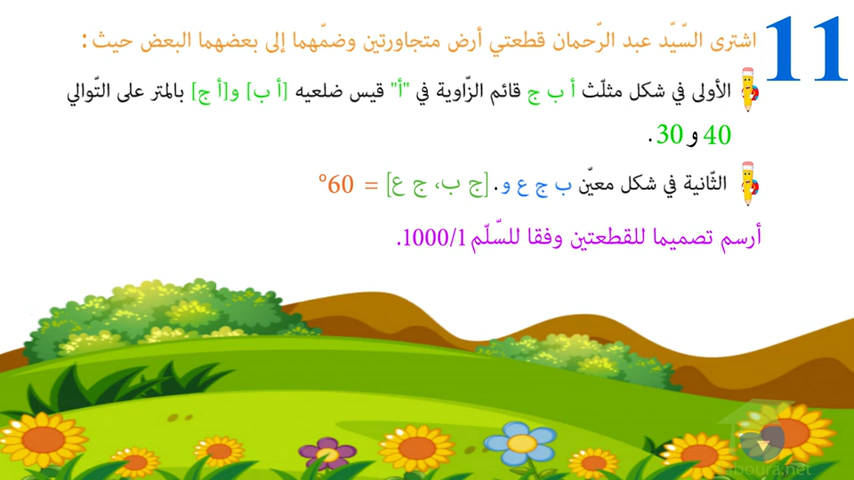 11
اشترى السّيّد عبد الرّحمان قطعتي أرض متجاورتين وضمّهما إلى بعضهما البعض حيث :
الأولى في شكل مثلّث أ ب ج قائم الزّاوية في "أ" قيس ضلعيه [أ ب] و[أ ج] بالمتر على التّوالي
40 و 30 .
الثّانية في شكل معيّن ب ج ع و. [ج ب، ج ع] = 60°
أرسم تصميما للقطعتين وفقا للسّلّم 1000/1.